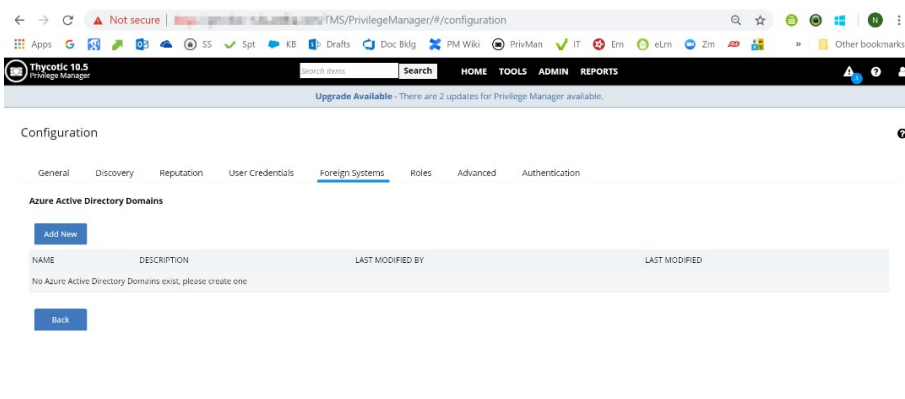 Not secure /TMS/PrivilegeManager/#/configuration N
Apps SS Spt KB Drafts Doc Bklg PM Wiki PrivMan IT Ern eLrn Zm » Other bookmarks
Thycotic 10.5
Privilege Manager
Search items Search HOME TOOLS ADMIN REPORTS
Upgrade Available - There are 2 updates for Privilege Manager available.
Configuration
General Discovery Reputation User Credentials Foreign Systems Roles Advanced Authentication
Azure Active Directory Domains
Add New
NAME DESCRIPTION LAST MODIFIED BY LAST MODIFIED
No Azure Active Directory Domains exist, please create one
Back